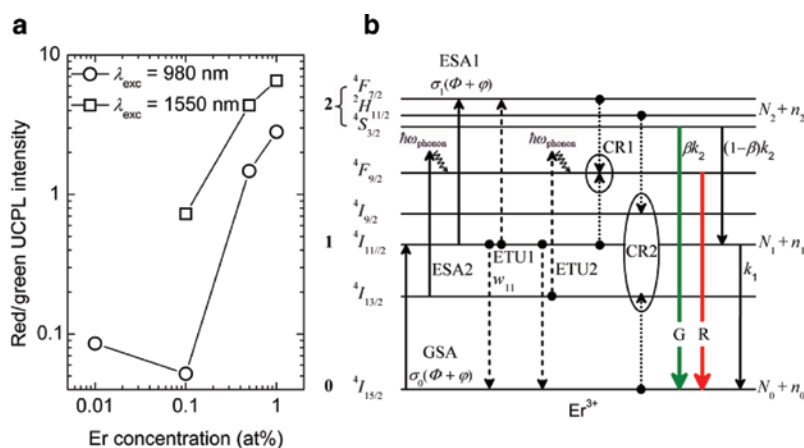 a
b
Red/green UCPL intensity
10
1
0.1
λexc = 980 nm
λexc = 1550 nm
0.01 0.1 1
Er concentration (at%)
ESA1
σ1(Φ + φ)
2
⁴F7/2
²H11/2
⁴S3/2
N2 + n2
ħωphonon
ħωphonon
CR1
βk2
(1−β)k2
⁴F9/2
⁴I9/2
1
⁴I11/2
N1 + n1
ESA2
ETU1
w11
ETU2
CR2
k1
⁴I13/2
GSA
G
R
σ0(Φ + φ)
0
⁴I15/2
N0 + n0
Er³⁺